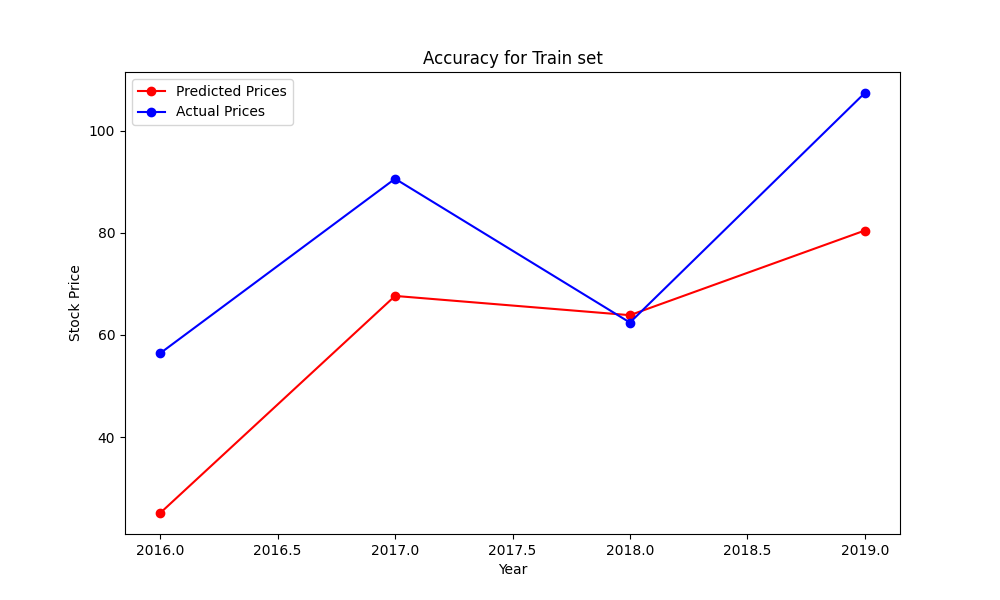 Accuracy for Train set
Predicted Prices
Actual Prices
100
80
60
40
Stock Price
2016.0 2016.5 2017.0 2017.5 2018.0 2018.5 2019.0
Year